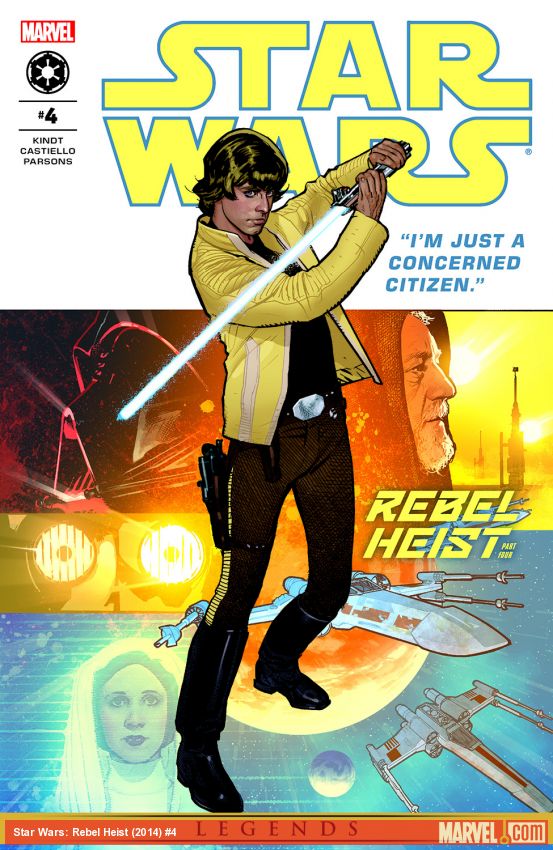 MARVEL
STAR
WARS®
#4
KINDT
CASTIELLO
PARSONS
“I’M JUST A
CONCERNED
CITIZEN.”
REBEL
HEIST
PART
FOUR
Star Wars: Rebel Heist (2014) #4
LEGENDS
MARVEL.com